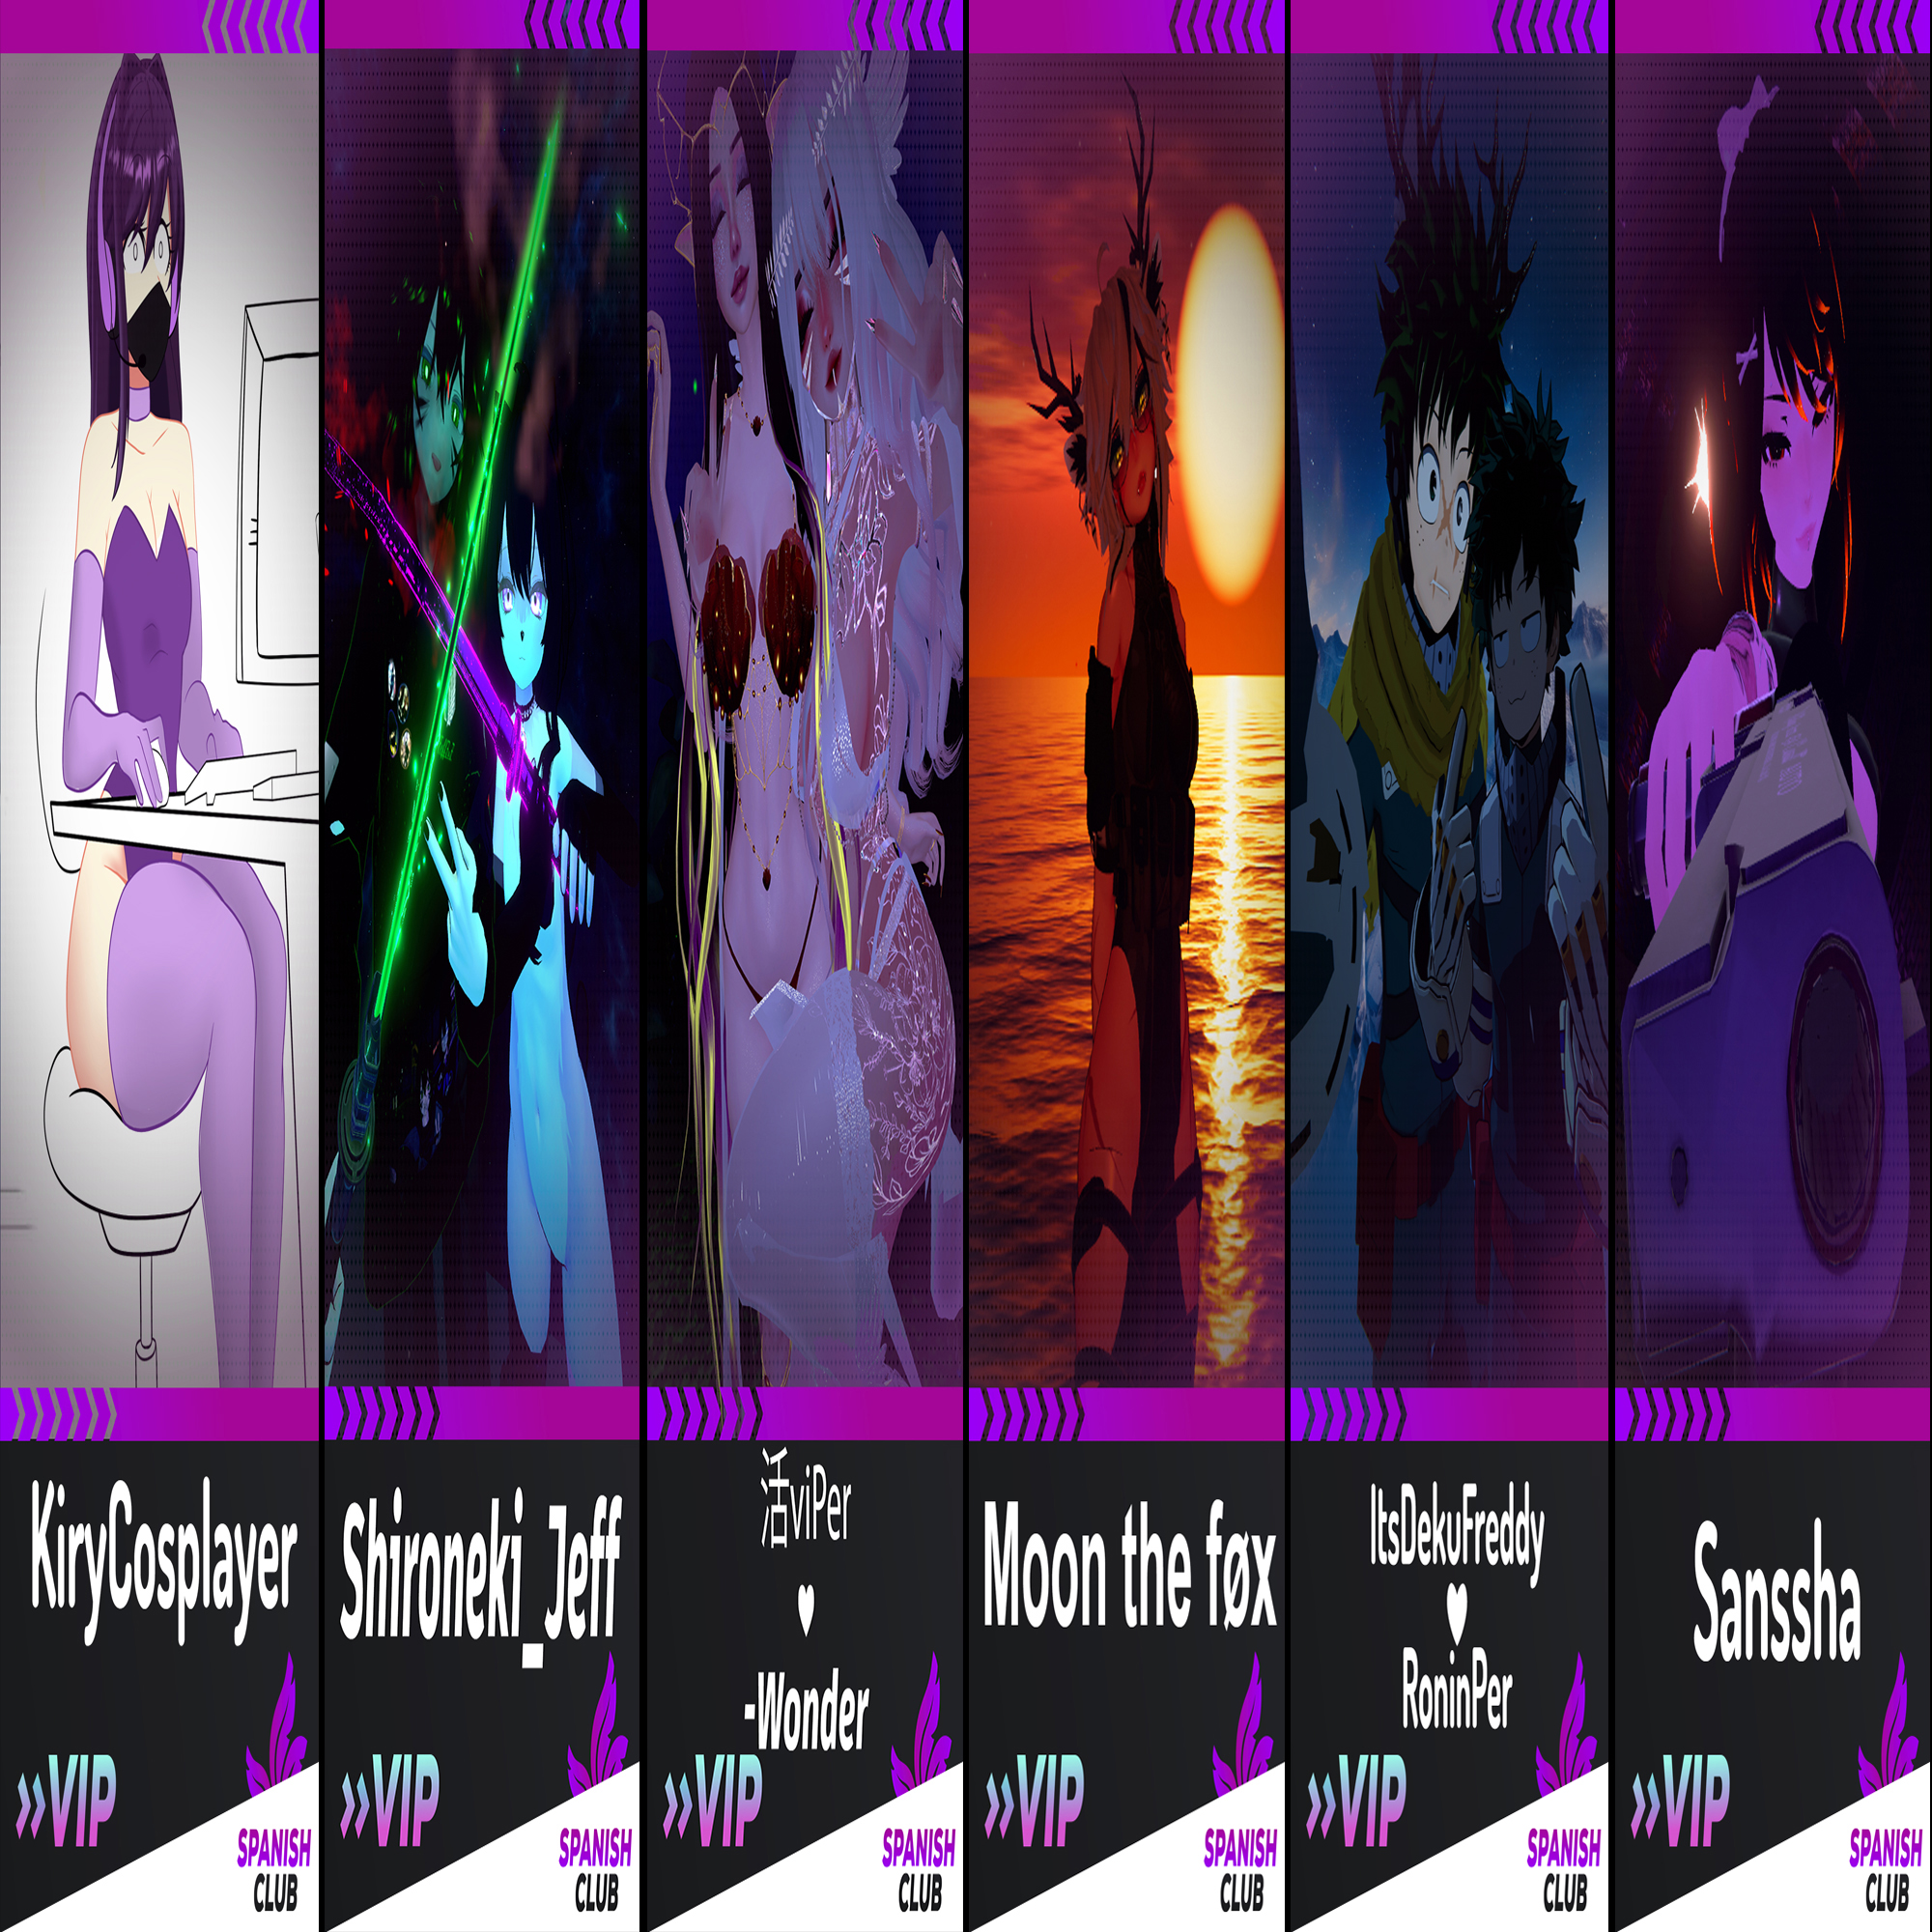 KiryCosplayer
»VIP
SPANISH
CLUB
Shironeki_Jeff
»VIP
SPANISH
CLUB
活viPer
♥
-Wonder
»VIP
SPANISH
CLUB
Moon the føx
»VIP
SPANISH
CLUB
ItsDekuFreddy
♥
RoninPer
»VIP
SPANISH
CLUB
Sanssha
»VIP
SPANISH
CLUB